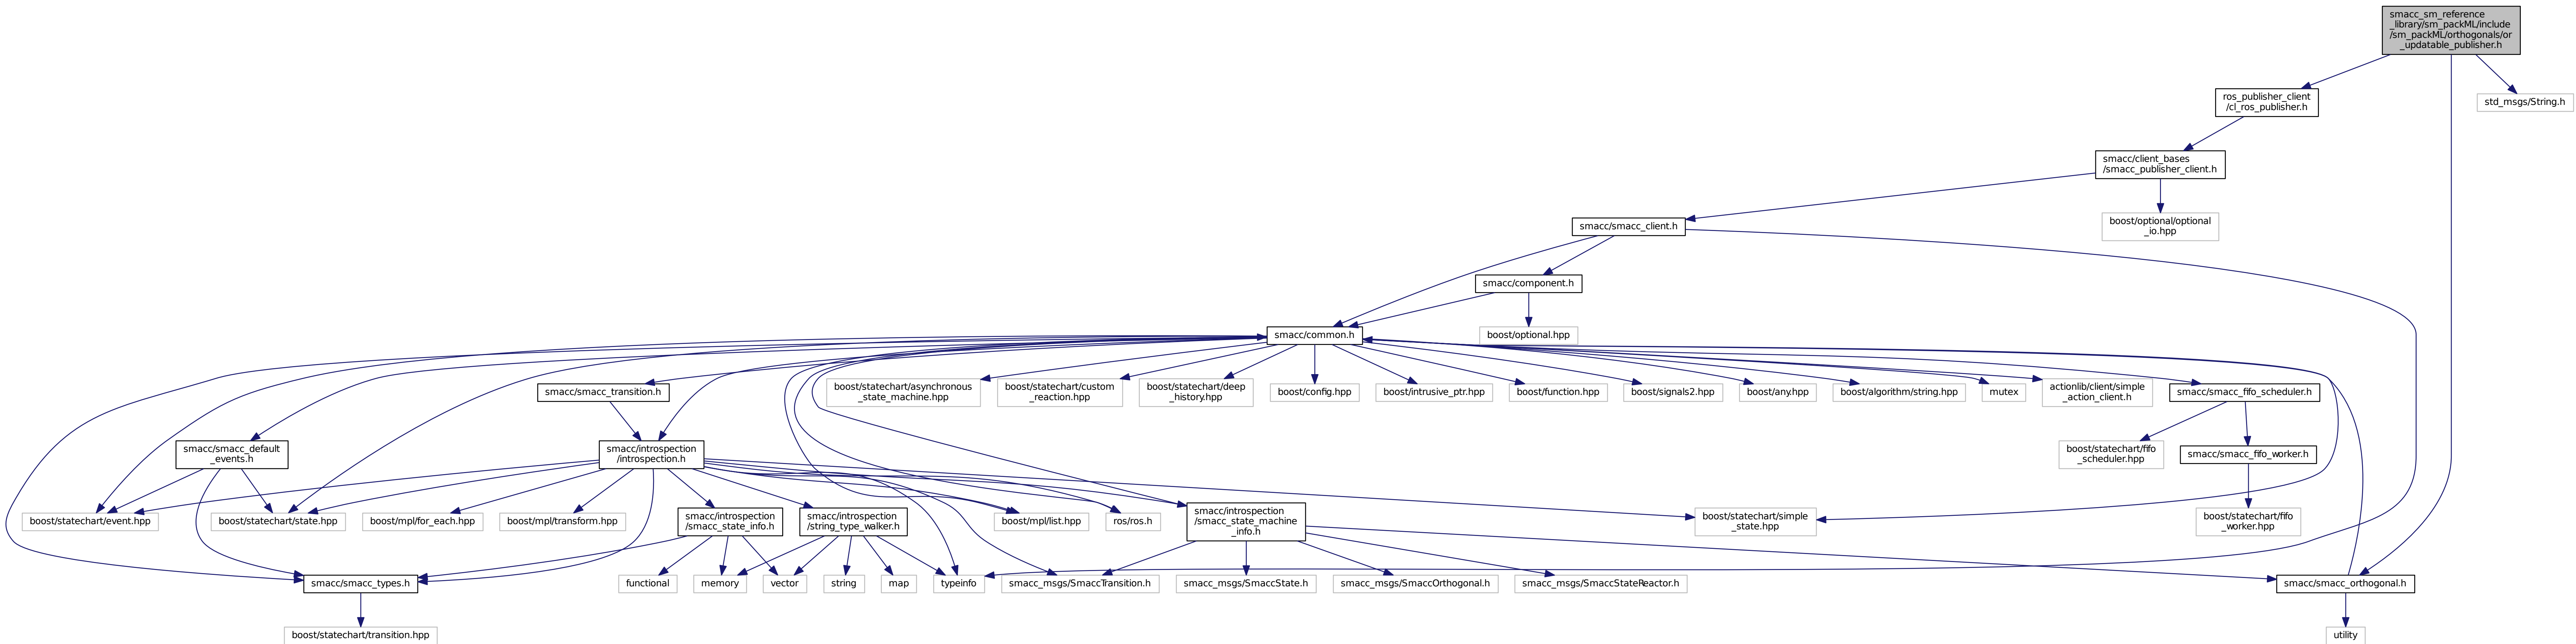 smacc_sm_reference
_library/sm_packML/include
/sm_packML/orthogonals/or
_updatable_publisher.h
ros_publisher_client
/cl_ros_publisher.h
std_msgs/String.h
smacc/client_bases
/smacc_publisher_client.h
smacc/smacc_client.h
boost/optional/optional
_io.hpp
smacc/component.h
smacc/common.h
boost/optional.hpp
smacc/smacc_transition.h
boost/statechart/asynchronous
_state_machine.hpp
boost/statechart/custom
_reaction.hpp
boost/statechart/deep
_history.hpp
boost/config.hpp
boost/intrusive_ptr.hpp
boost/function.hpp
boost/signals2.hpp
boost/any.hpp
boost/algorithm/string.hpp
mutex
actionlib/client/simple
_action_client.h
smacc/smacc_fifo_scheduler.h
smacc/smacc_default
_events.h
smacc/introspection
/introspection.h
boost/statechart/fifo
_scheduler.hpp
smacc/smacc_fifo_worker.h
boost/statechart/event.hpp
boost/statechart/state.hpp
boost/mpl/for_each.hpp
boost/mpl/transform.hpp
smacc/introspection
/smacc_state_info.h
smacc/introspection
/string_type_walker.h
boost/mpl/list.hpp
ros/ros.h
smacc/introspection
/smacc_state_machine
_info.h
boost/statechart/simple
_state.hpp
boost/statechart/fifo
_worker.hpp
smacc/smacc_types.h
functional
memory
vector
string
map
typeinfo
smacc_msgs/SmaccTransition.h
smacc_msgs/SmaccState.h
smacc_msgs/SmaccOrthogonal.h
smacc_msgs/SmaccStateReactor.h
smacc/smacc_orthogonal.h
boost/statechart/transition.hpp
utility